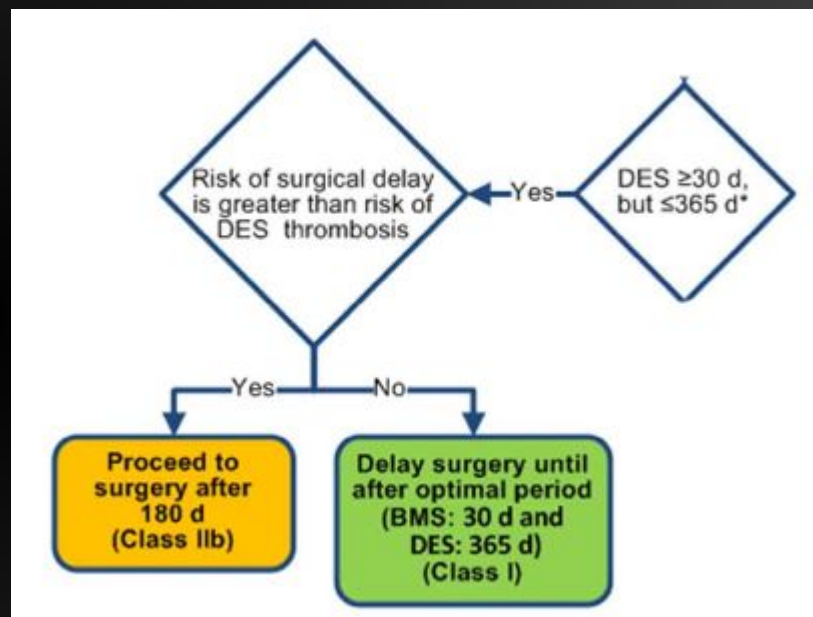 Risk of surgical delay
is greater than risk of
DES thrombosis
Yes
DES ≥30 d,
but ≤365 d*
Yes
No
Proceed to
surgery after
180 d
(Class IIb)
Delay surgery until
after optimal period
(BMS: 30 d and
DES: 365 d)
(Class I)